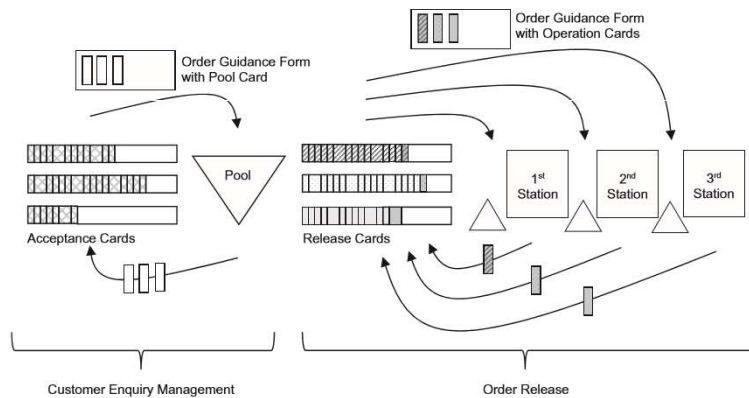 Order Guidance Form
with Pool Card
Order Guidance Form
with Operation Cards
Pool
1st
Station
2nd
Station
3rd
Station
Acceptance Cards
Release Cards
Customer Enquiry Management
Order Release